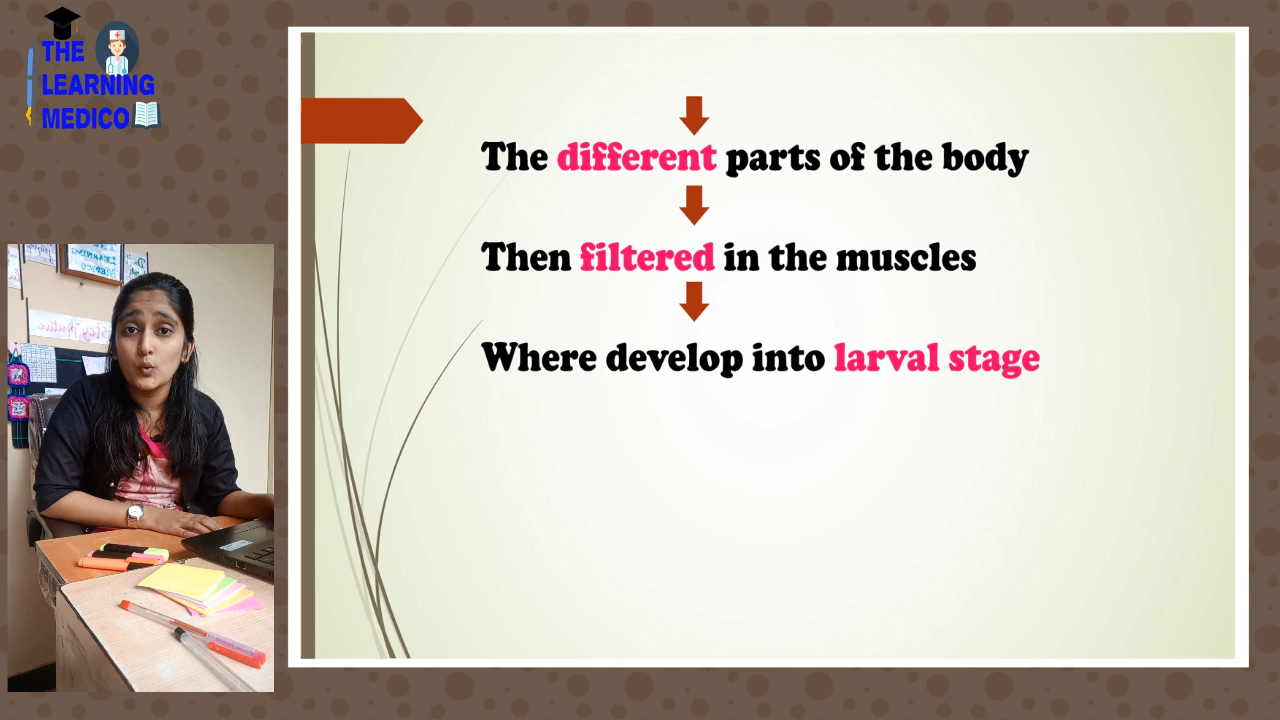 THE
LEARNING
MEDICO
The different parts of the body
Then filtered in the muscles
Where develop into larval stage